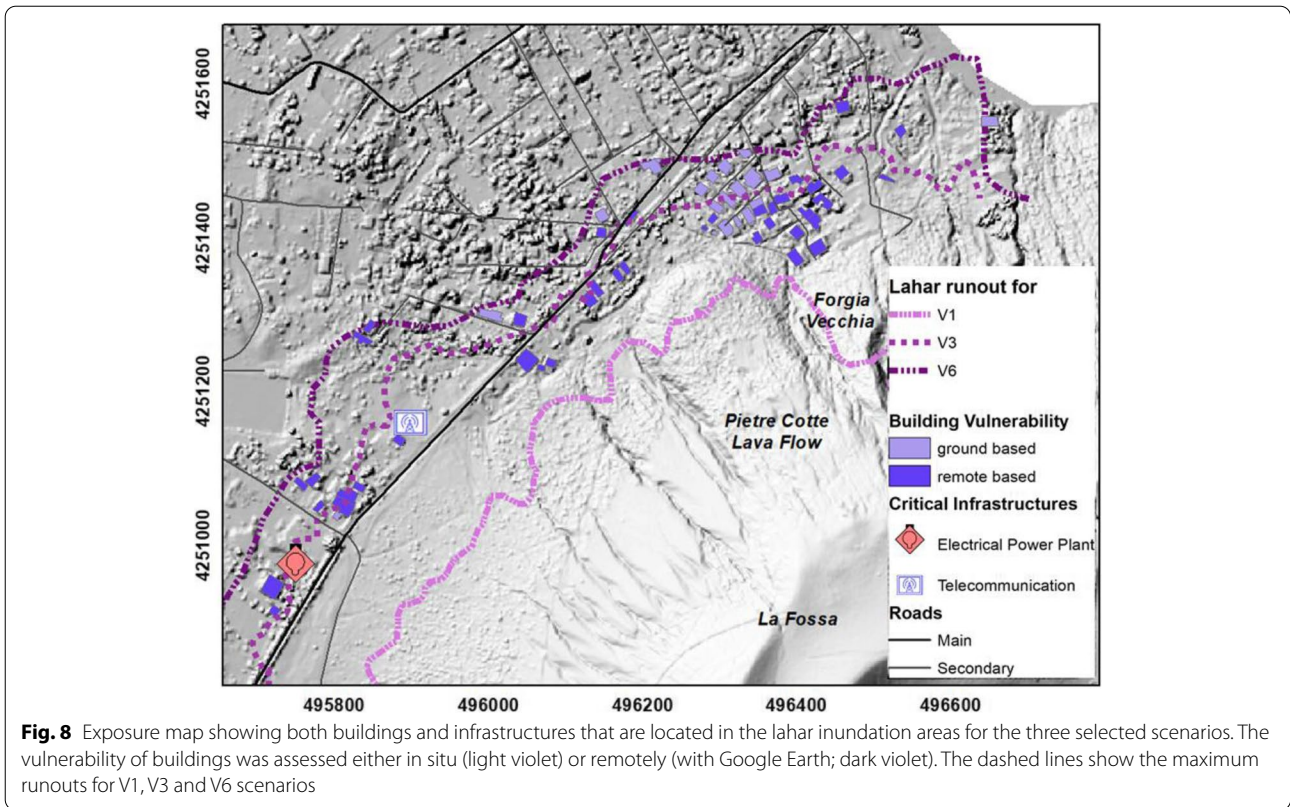 4251600
4251400
4251200
4251000
495800
496000
496200
496400
496600
Forgia
Vecchia
Pietre Cotte
Lava Flow
La Fossa
Lahar runout for
V1
V3
V6
Building Vulnerability
ground based
remote based
Critical Infrastructures
Electrical Power Plant
Telecommunication
Roads
Main
Secondary
Fig. 8 Exposure map showing both buildings and infrastructures that are located in the lahar inundation areas for the three selected scenarios. The
vulnerability of buildings was assessed either in situ (light violet) or remotely (with Google Earth; dark violet). The dashed lines show the maximum
runouts for V1, V3 and V6 scenarios